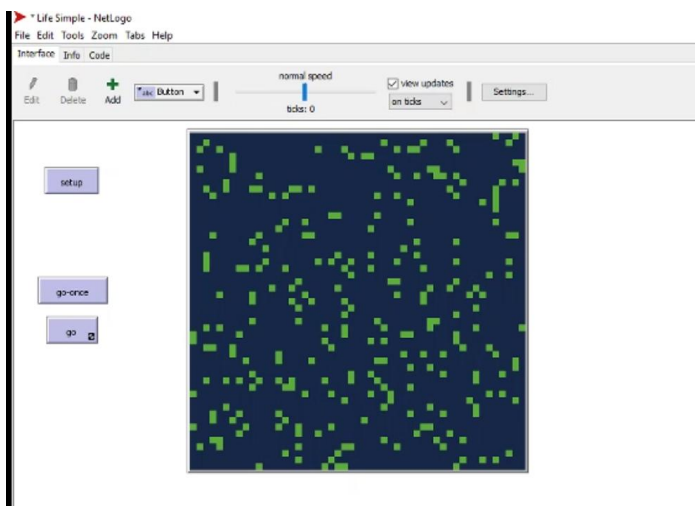 * Life Simple - NetLogo
File Edit Tools Zoom Tabs Help
Interface Info Code
Edit Delete Add abc Button normal speed ticks: 0 view updates on ticks Settings...
setup
go-once
go